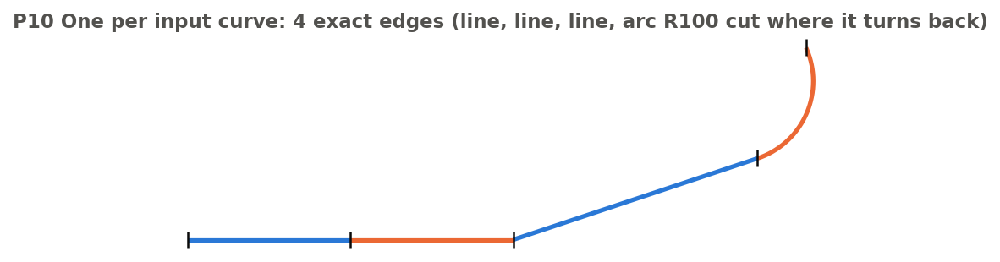 P10 One per input curve: 4 exact edges (line, line, line, arc R100 cut where it turns back)